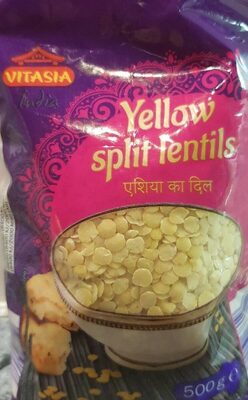 VITASIA
India
Yellow
split lentils
एशिया का दिल
500g